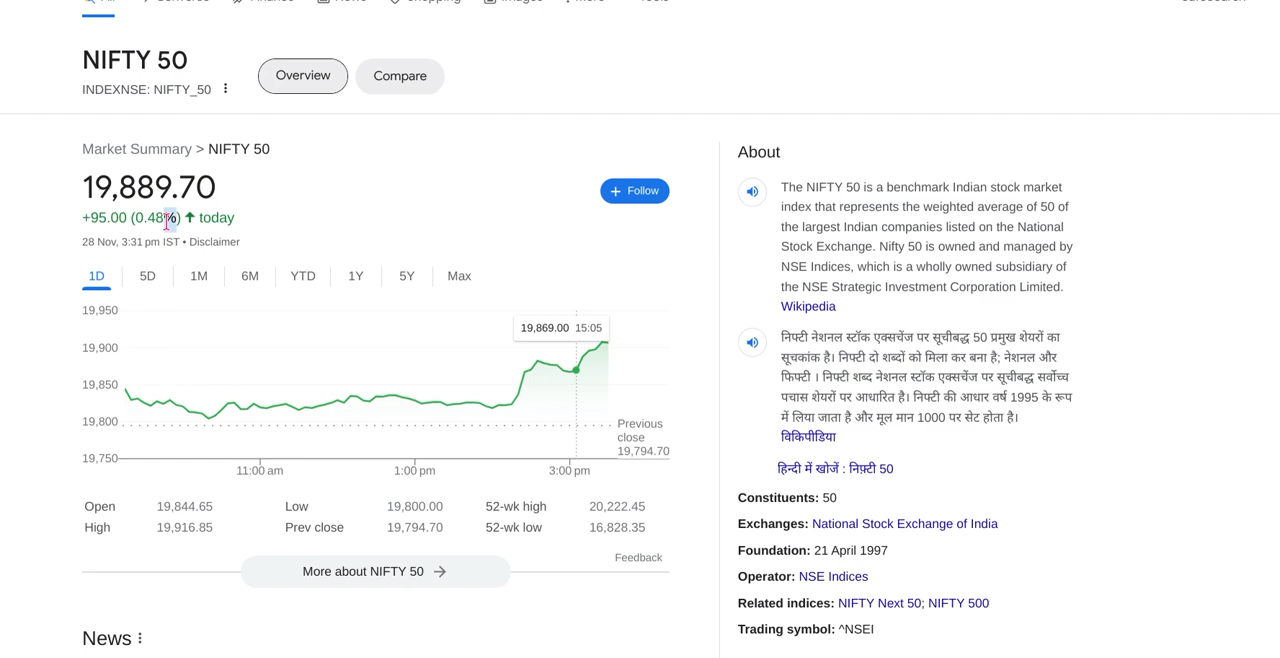 NIFTY 50
INDEXNSE: NIFTY_50
Overview
Compare
Market Summary > NIFTY 50
19,889.70
+95.00 (0.48%) ↑ today
28 Nov, 3:31 pm IST • Disclaimer
+ Follow
1D 5D 1M 6M YTD 1Y 5Y Max
19,950
19,900
19,850
19,800
19,750
19,869.00 15:05
Previous
close
19,794.70
11:00 am 1:00 pm 3:00 pm
Open 19,844.65 Low 19,800.00 52-wk high 20,222.45
High 19,916.85 Prev close 19,794.70 52-wk low 16,828.35
Feedback
More about NIFTY 50 →
News
About
The NIFTY 50 is a benchmark Indian stock market
index that represents the weighted average of 50 of
the largest Indian companies listed on the National
Stock Exchange. Nifty 50 is owned and managed by
NSE Indices, which is a wholly owned subsidiary of
the NSE Strategic Investment Corporation Limited.
Wikipedia
निफ्टी नेशनल स्टॉक एक्सचेंज पर सूचीबद्ध 50 प्रमुख शेयरों का
सूचकांक है। निफ्टी दो शब्दों को मिला कर बना है; नेशनल और
फिफ्टी । निफ्टी शब्द नेशनल स्टॉक एक्सचेंज पर सूचीबद्ध सर्वोच्च
पचास शेयरों पर आधारित है। निफ्टी की आधार वर्ष 1995 के रूप
में लिया जाता है और मूल मान 1000 पर सेट होता है।
विकिपीडिया
हिन्दी में खोजें : निफ़्टी 50
Constituents: 50
Exchanges: National Stock Exchange of India
Foundation: 21 April 1997
Operator: NSE Indices
Related indices: NIFTY Next 50; NIFTY 500
Trading symbol: ^NSEI